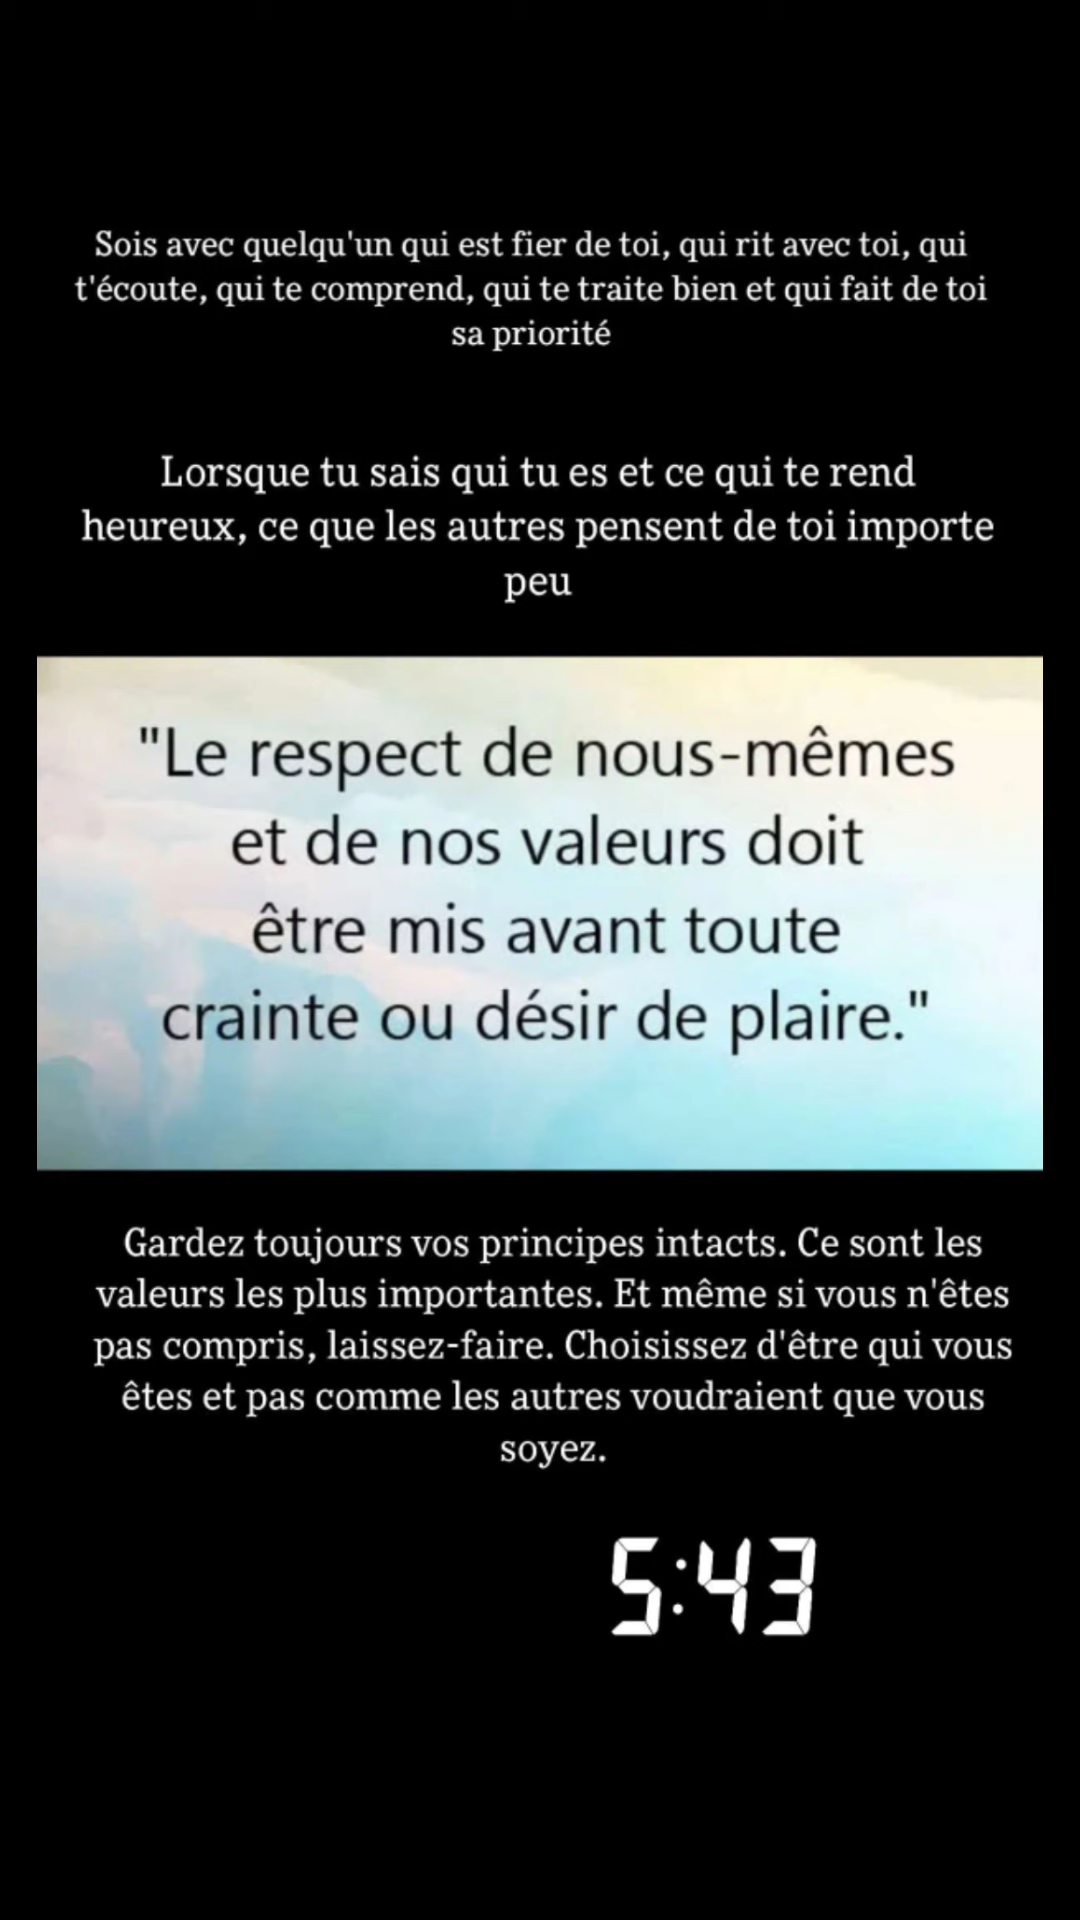 Sois avec quelqu'un qui est fier de toi, qui rit avec toi, qui
t'écoute, qui te comprend, qui te traite bien et qui fait de toi
sa priorité
Lorsque tu sais qui tu es et ce qui te rend
heureux, ce que les autres pensent de toi importe
peu
"Le respect de nous-mêmes
et de nos valeurs doit
être mis avant toute
crainte ou désir de plaire."
Gardez toujours vos principes intacts. Ce sont les
valeurs les plus importantes. Et même si vous n'êtes
pas compris, laissez-faire. Choisissez d'être qui vous
êtes et pas comme les autres voudraient que vous
soyez.
5:43